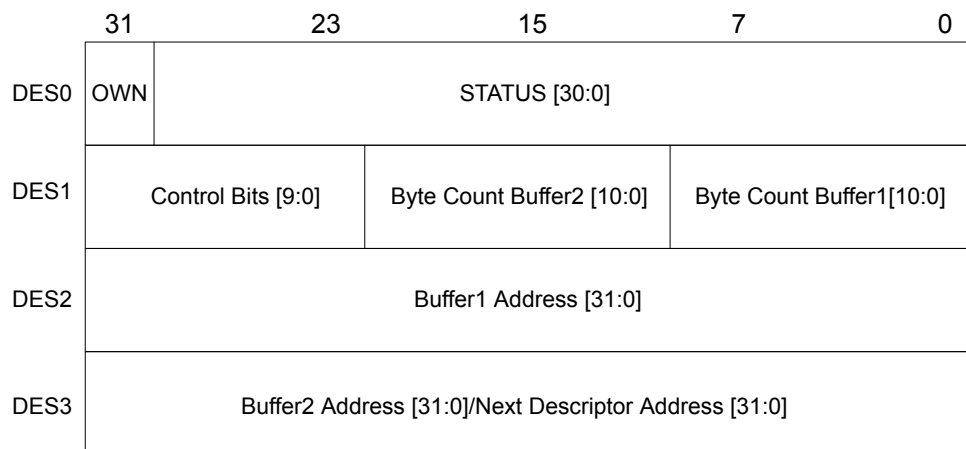 31 23 15 7 0
DES0 OWN STATUS [30:0]
DES1 Control Bits [9:0] Byte Count Buffer2 [10:0] Byte Count Buffer1[10:0]
DES2 Buffer1 Address [31:0]
DES3 Buffer2 Address [31:0]/Next Descriptor Address [31:0]